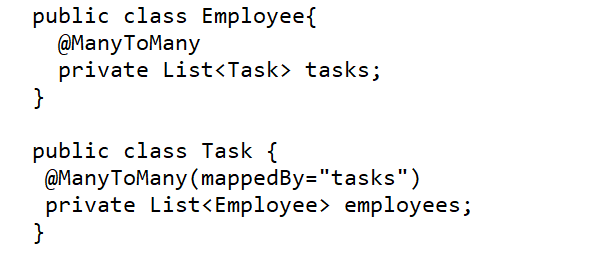 public class Employee{
@ManyToMany
private List<Task> tasks;
}
public class Task {
@ManyToMany(mappedBy="tasks")
private List<Employee> employees;
}